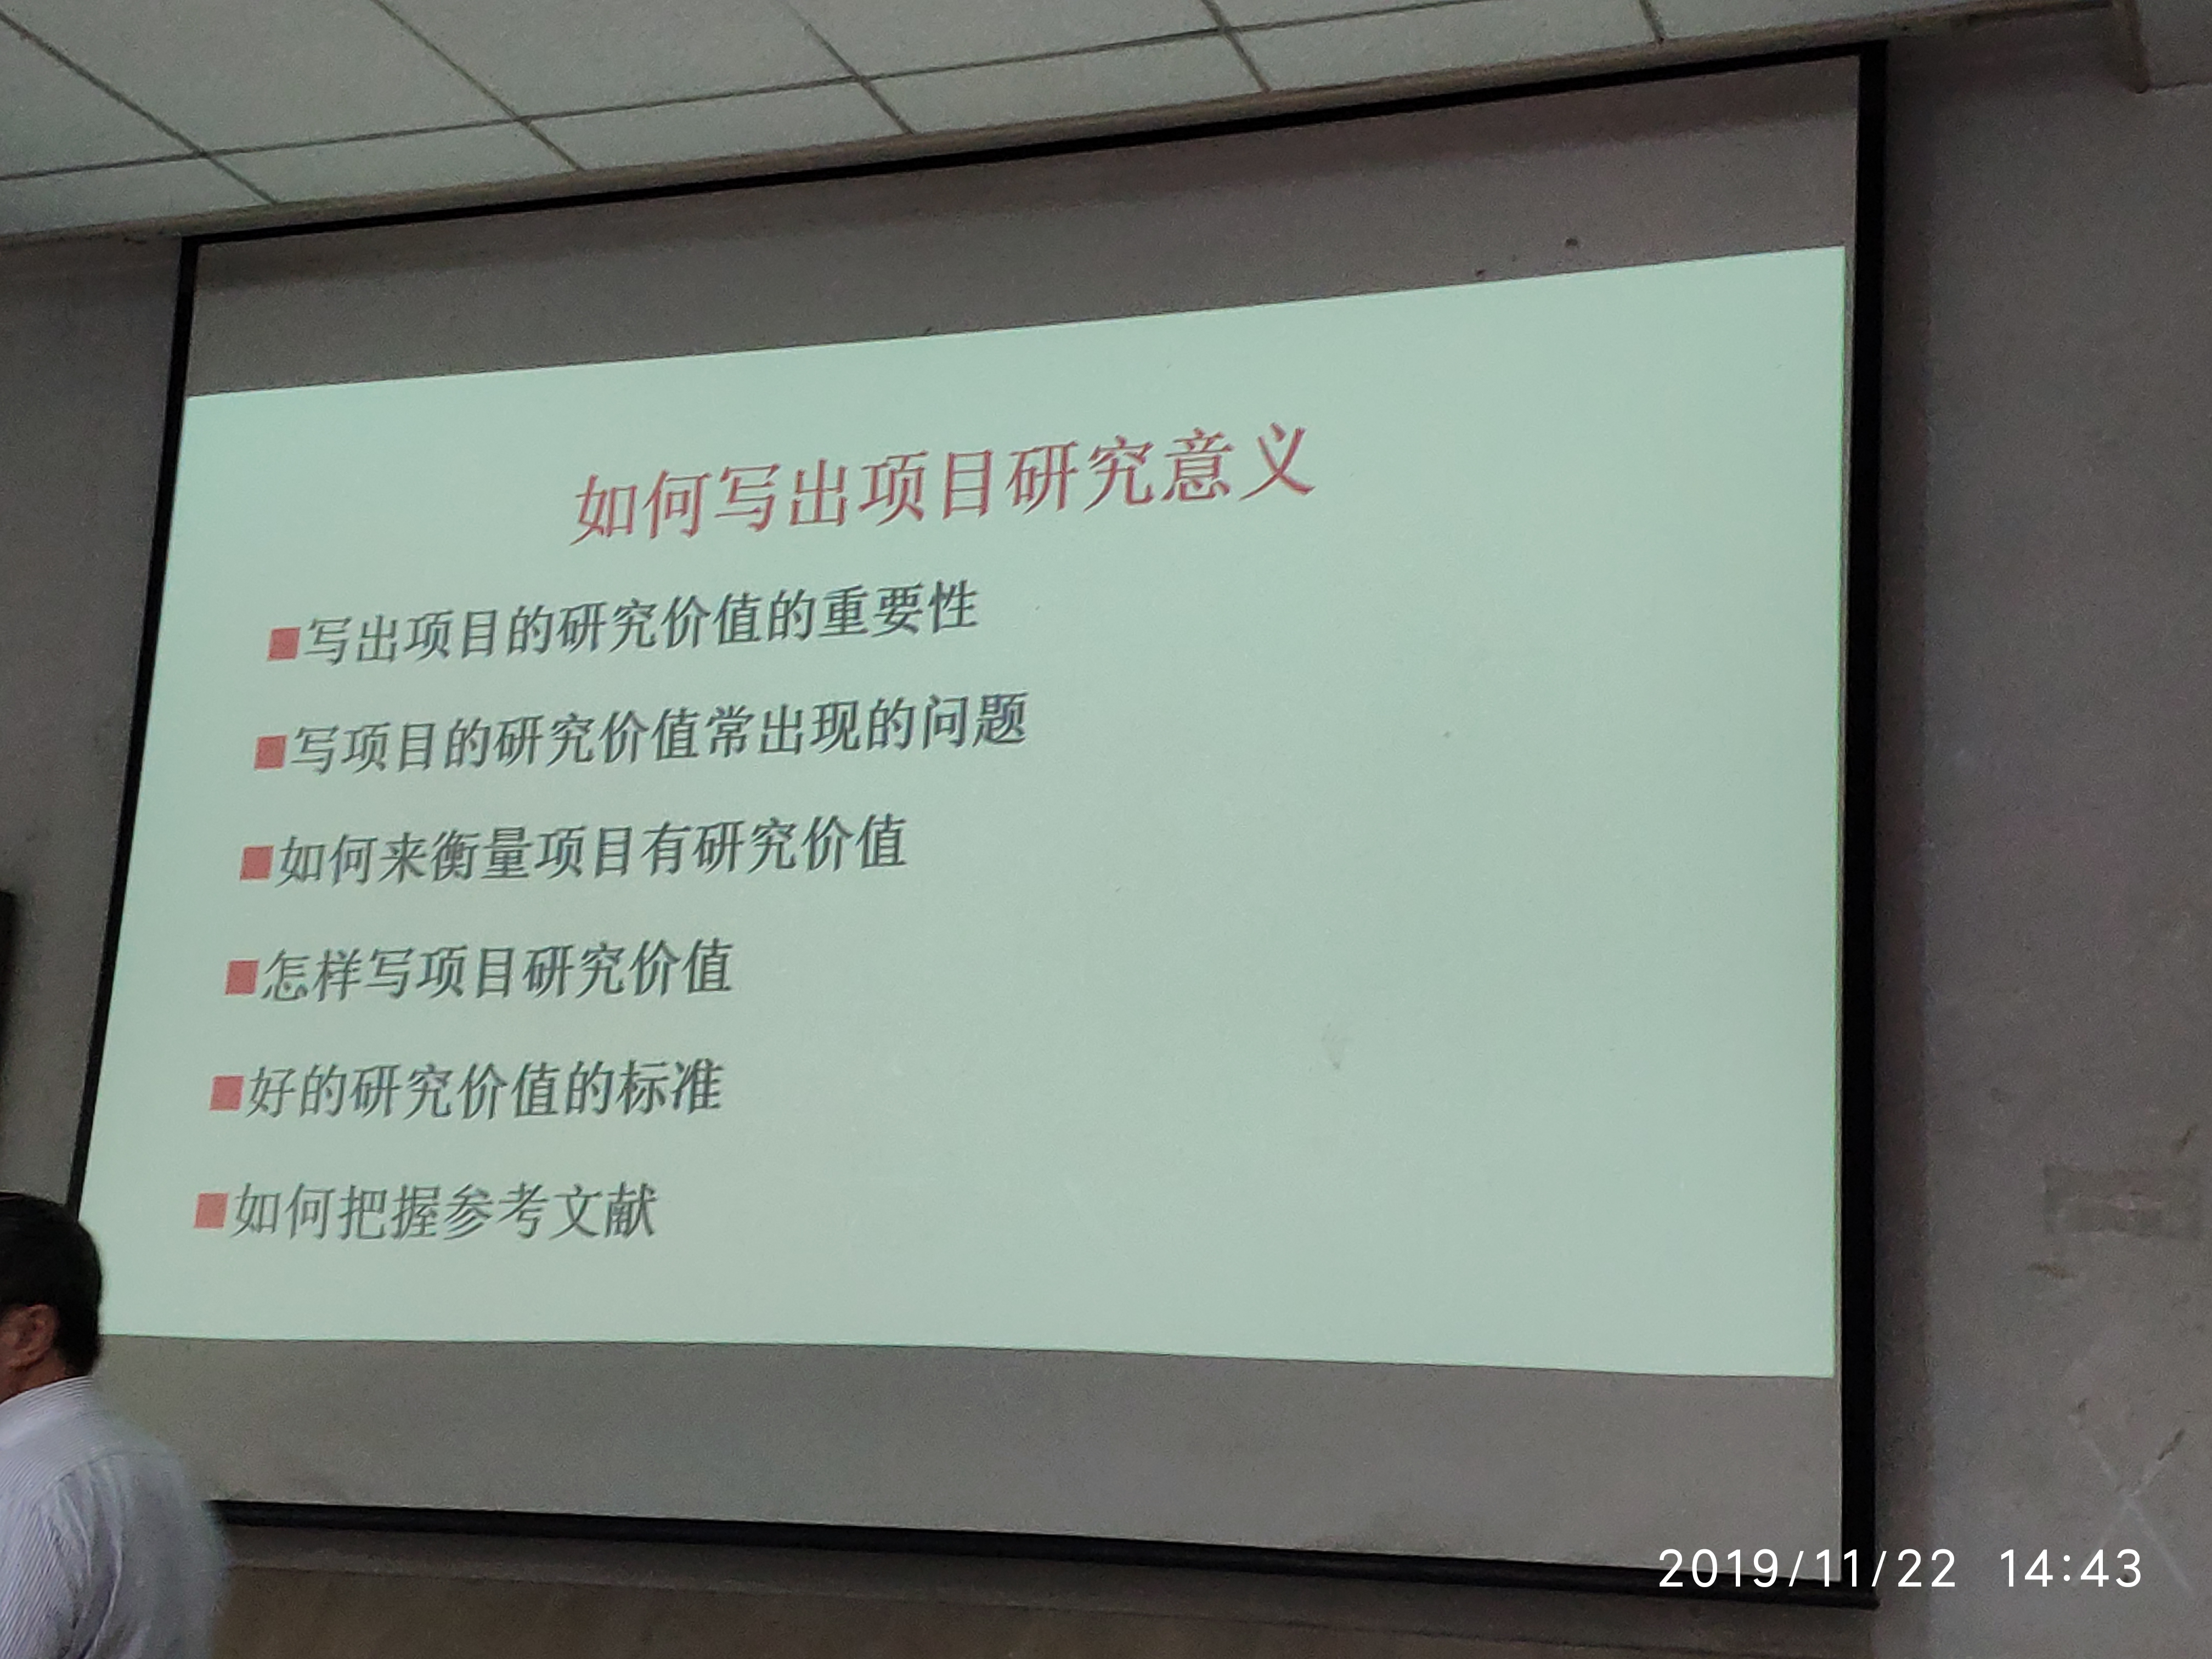 如何写出项目研究意义
■写出项目的研究价值的重要性
■写项目的研究价值常出现的问题
■如何来衡量项目有研究价值
■怎样写项目研究价值
■好的研究价值的标准
■如何把握参考文献
2019/11/22 14:43